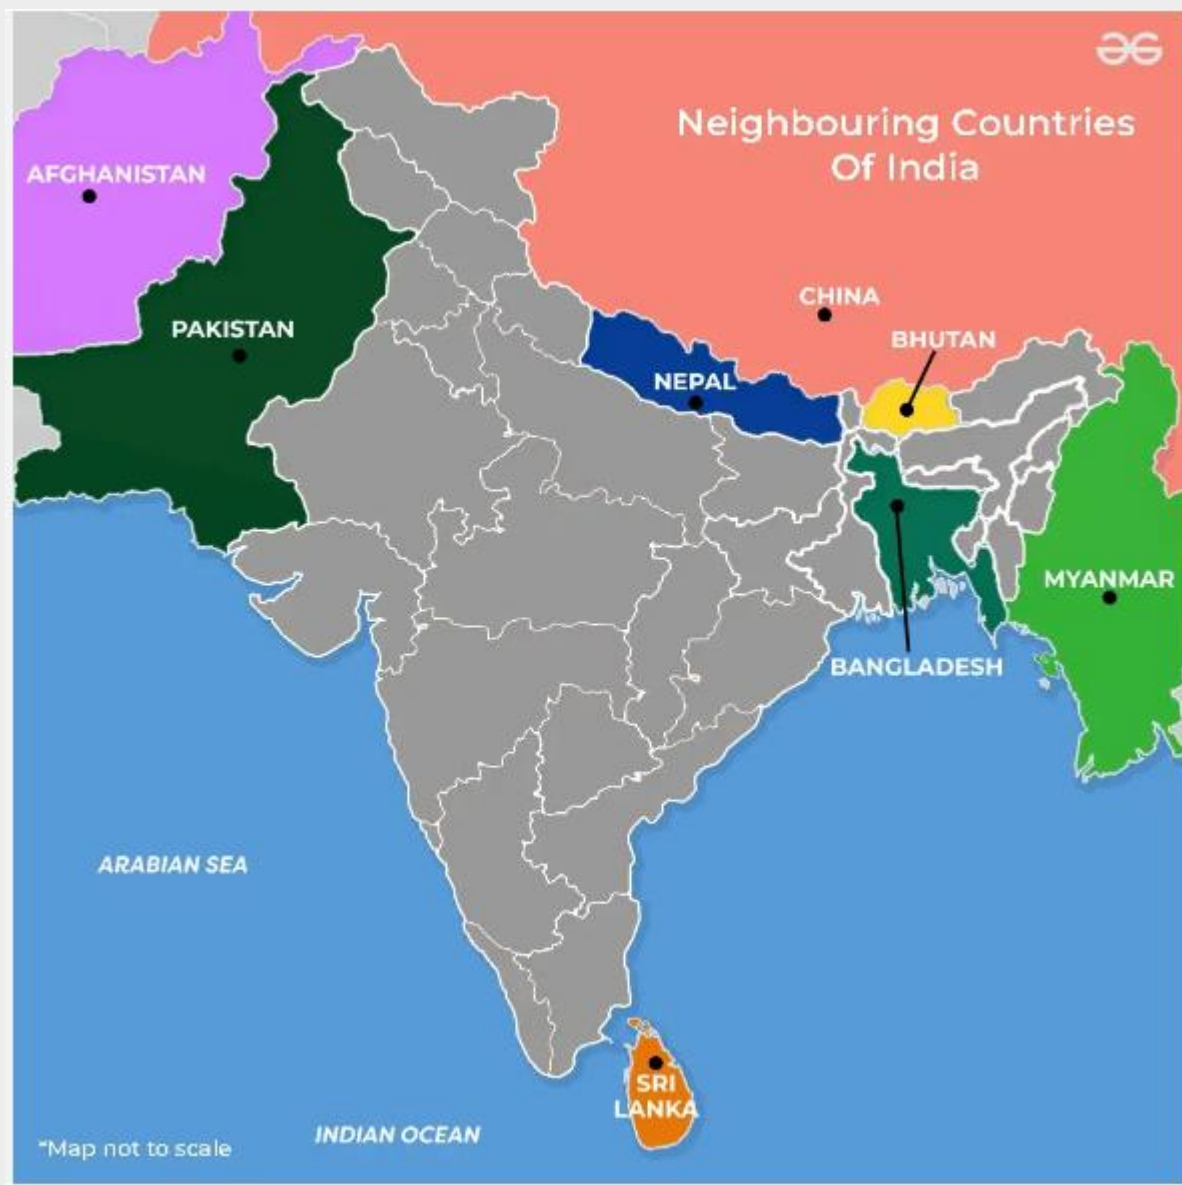 Neighbouring Countries
Of India
AFGHANISTAN
CHINA
PAKISTAN
BHUTAN
NEPAL
MYANMAR
BANGLADESH
ARABIAN SEA
SRI
LANKA
INDIAN OCEAN
*Map not to scale